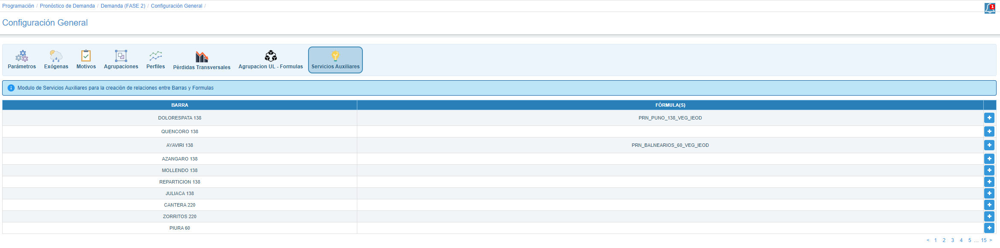 Programación / Pronóstico de Demanda / Demanda (FASE 2) / Configuración General /
1
Configuración General
Parámetros Exógenas Motivos Agrupaciones Perfiles Pérdidas Transversales Agrupacion UL - Formulas Servicios Auxiliares
Modulo de Servicios Auxiliares para la creación de relaciones entre Barras y Formulas
BARRA FÓRMULA(S)
DOLORESPATA 138 PRN_PUNO_138_VEG_IEOD
QUENCORO 138
AYAVIRI 138 PRN_BALNEARIOS_60_VEG_IEOD
AZANGARO 138
MOLLENDO 138
REPARTICION 138
JULIACA 138
CANTERA 220
ZORRITOS 220
PIURA 60
< 1 2 3 4 5 ... 15 >